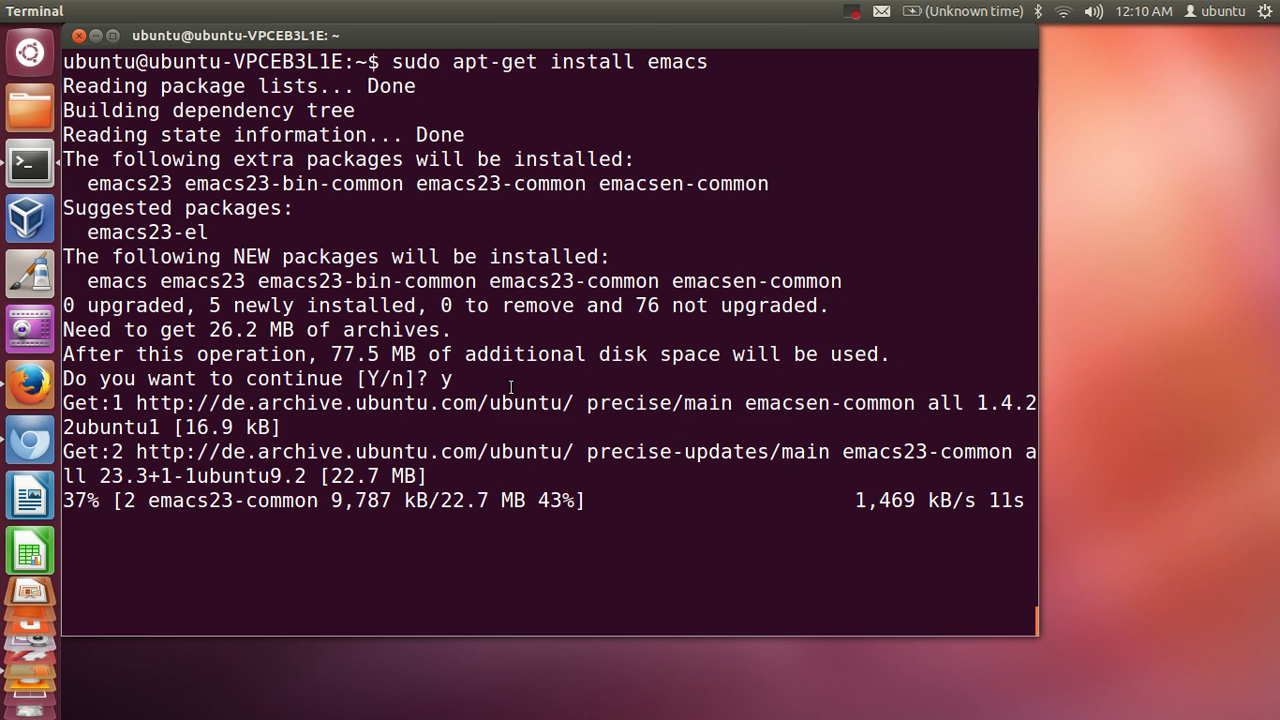 Terminal
(Unknown time)
12:10 AM
ubuntu
ubuntu@ubuntu-VPCEB3L1E: ~
ubuntu@ubuntu-VPCEB3L1E:~$ sudo apt-get install emacs
Reading package lists... Done
Building dependency tree
Reading state information... Done
The following extra packages will be installed:
  emacs23 emacs23-bin-common emacs23-common emacsen-common
Suggested packages:
  emacs23-el
The following NEW packages will be installed:
  emacs emacs23 emacs23-bin-common emacs23-common emacsen-common
0 upgraded, 5 newly installed, 0 to remove and 76 not upgraded.
Need to get 26.2 MB of archives.
After this operation, 77.5 MB of additional disk space will be used.
Do you want to continue [Y/n]? y
Get:1 http://de.archive.ubuntu.com/ubuntu/ precise/main emacsen-common all 1.4.2
2ubuntu1 [16.9 kB]
Get:2 http://de.archive.ubuntu.com/ubuntu/ precise-updates/main emacs23-common a
ll 23.3+1-1ubuntu9.2 [22.7 MB]
37% [2 emacs23-common 9,787 kB/22.7 MB 43%] 1,469 kB/s 11s